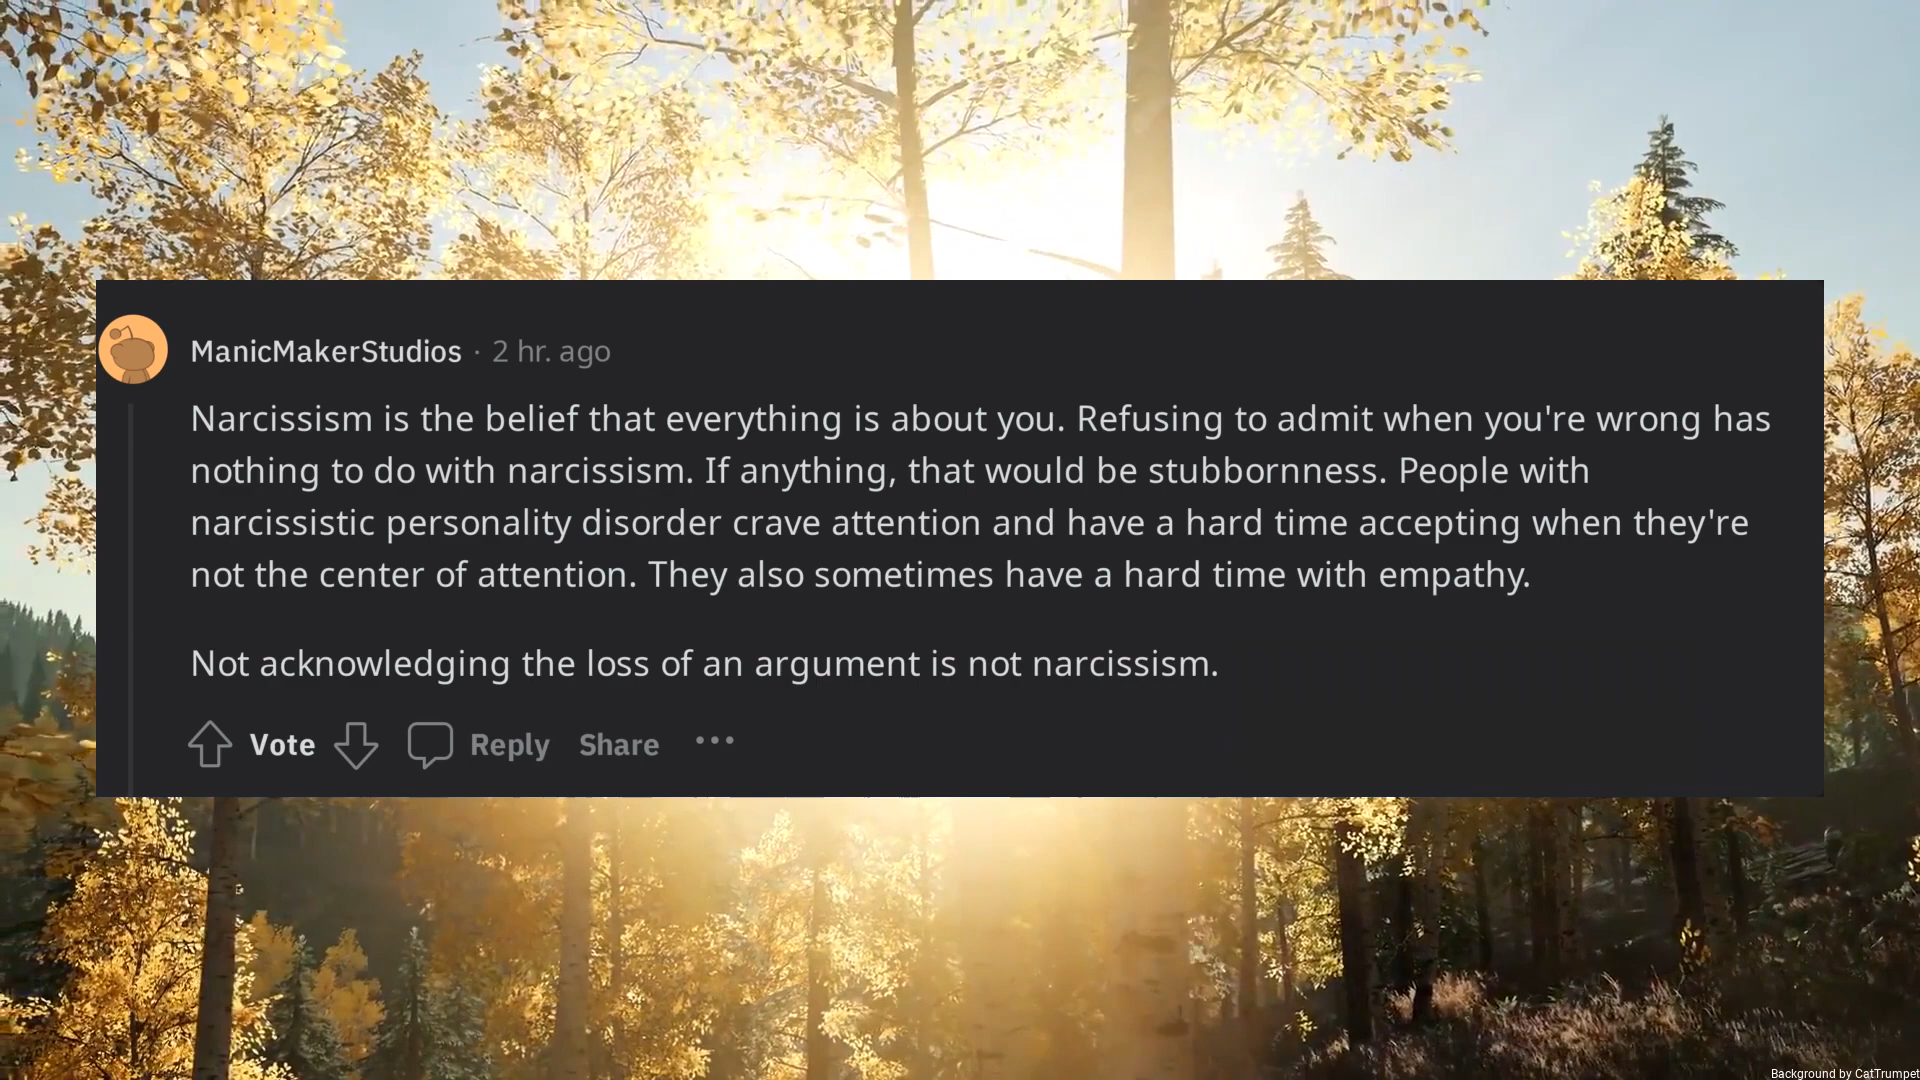 ManicMakerStudios · 2 hr. ago
Narcissism is the belief that everything is about you. Refusing to admit when you're wrong has
nothing to do with narcissism. If anything, that would be stubbornness. People with
narcissistic personality disorder crave attention and have a hard time accepting when they're
not the center of attention. They also sometimes have a hard time with empathy.
Not acknowledging the loss of an argument is not narcissism.
Vote Reply Share
Background by CatTrumpet